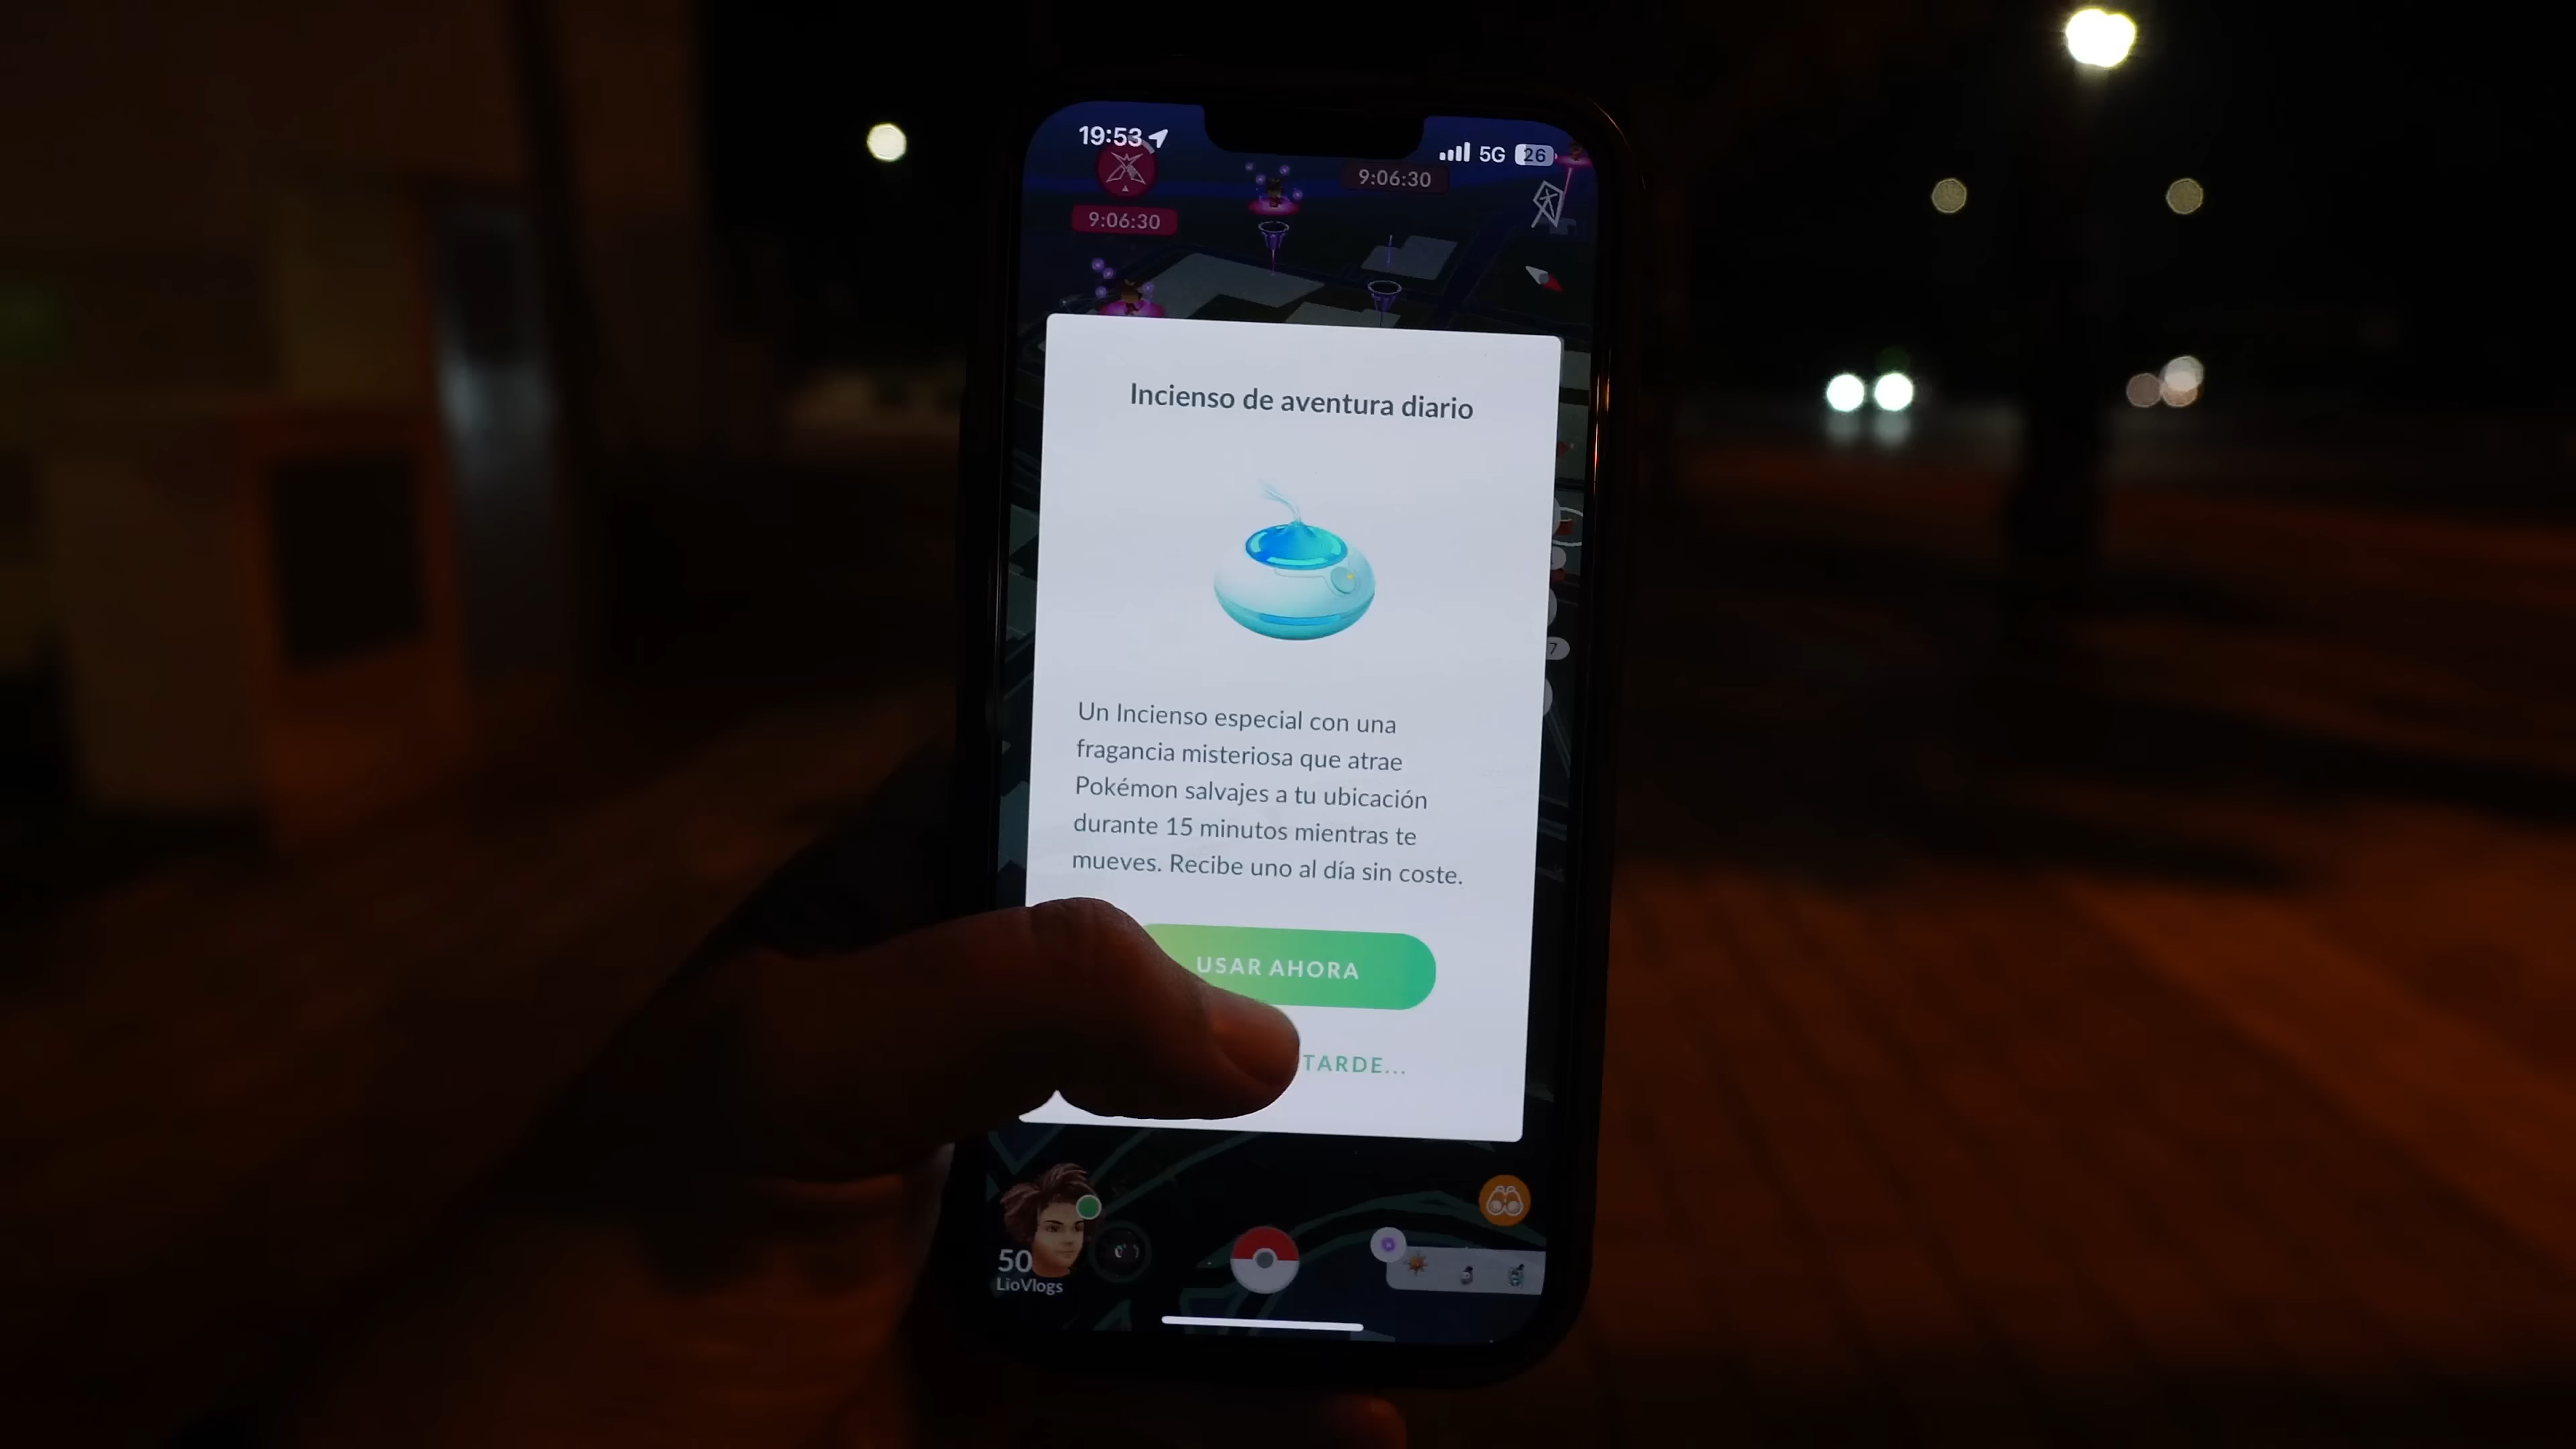 19:53
5G 26
9:06:30
9:06:30
Incienso de aventura diario
Un Incienso especial con una
fragancia misteriosa que atrae
Pokémon salvajes a tu ubicación
durante 15 minutos mientras te
mueves. Recibe uno al día sin coste.
USAR AHORA
TARDE...
7
50
LioVlogs